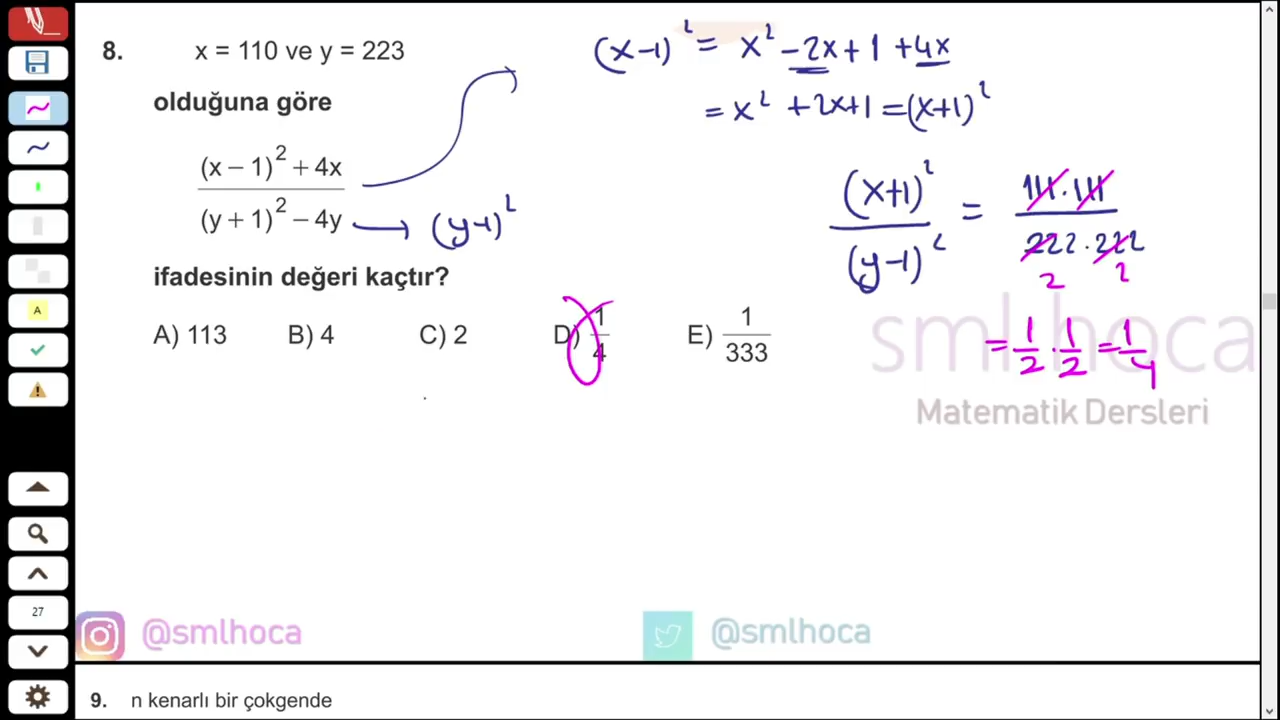 8. x = 110 ve y = 223
olduğuna göre
(x – 1)² + 4x
(y + 1)² – 4y
→ (y-1)²
ifadesinin değeri kaçtır?
A) 113 B) 4 C) 2 D) 1/4 E) 1/333
(x-1)² = x² - 2x + 1 + 4x
= x² + 2x+1 = (x+1)²
(x+1)² / (y-1)² = 111 · 111 / 222 · 222
2 2
= 1/2 · 1/2 = 1/4
smlhoca
Matematik Dersleri
@smlhoca @smlhoca
9. n kenarlı bir çokgende
A
27